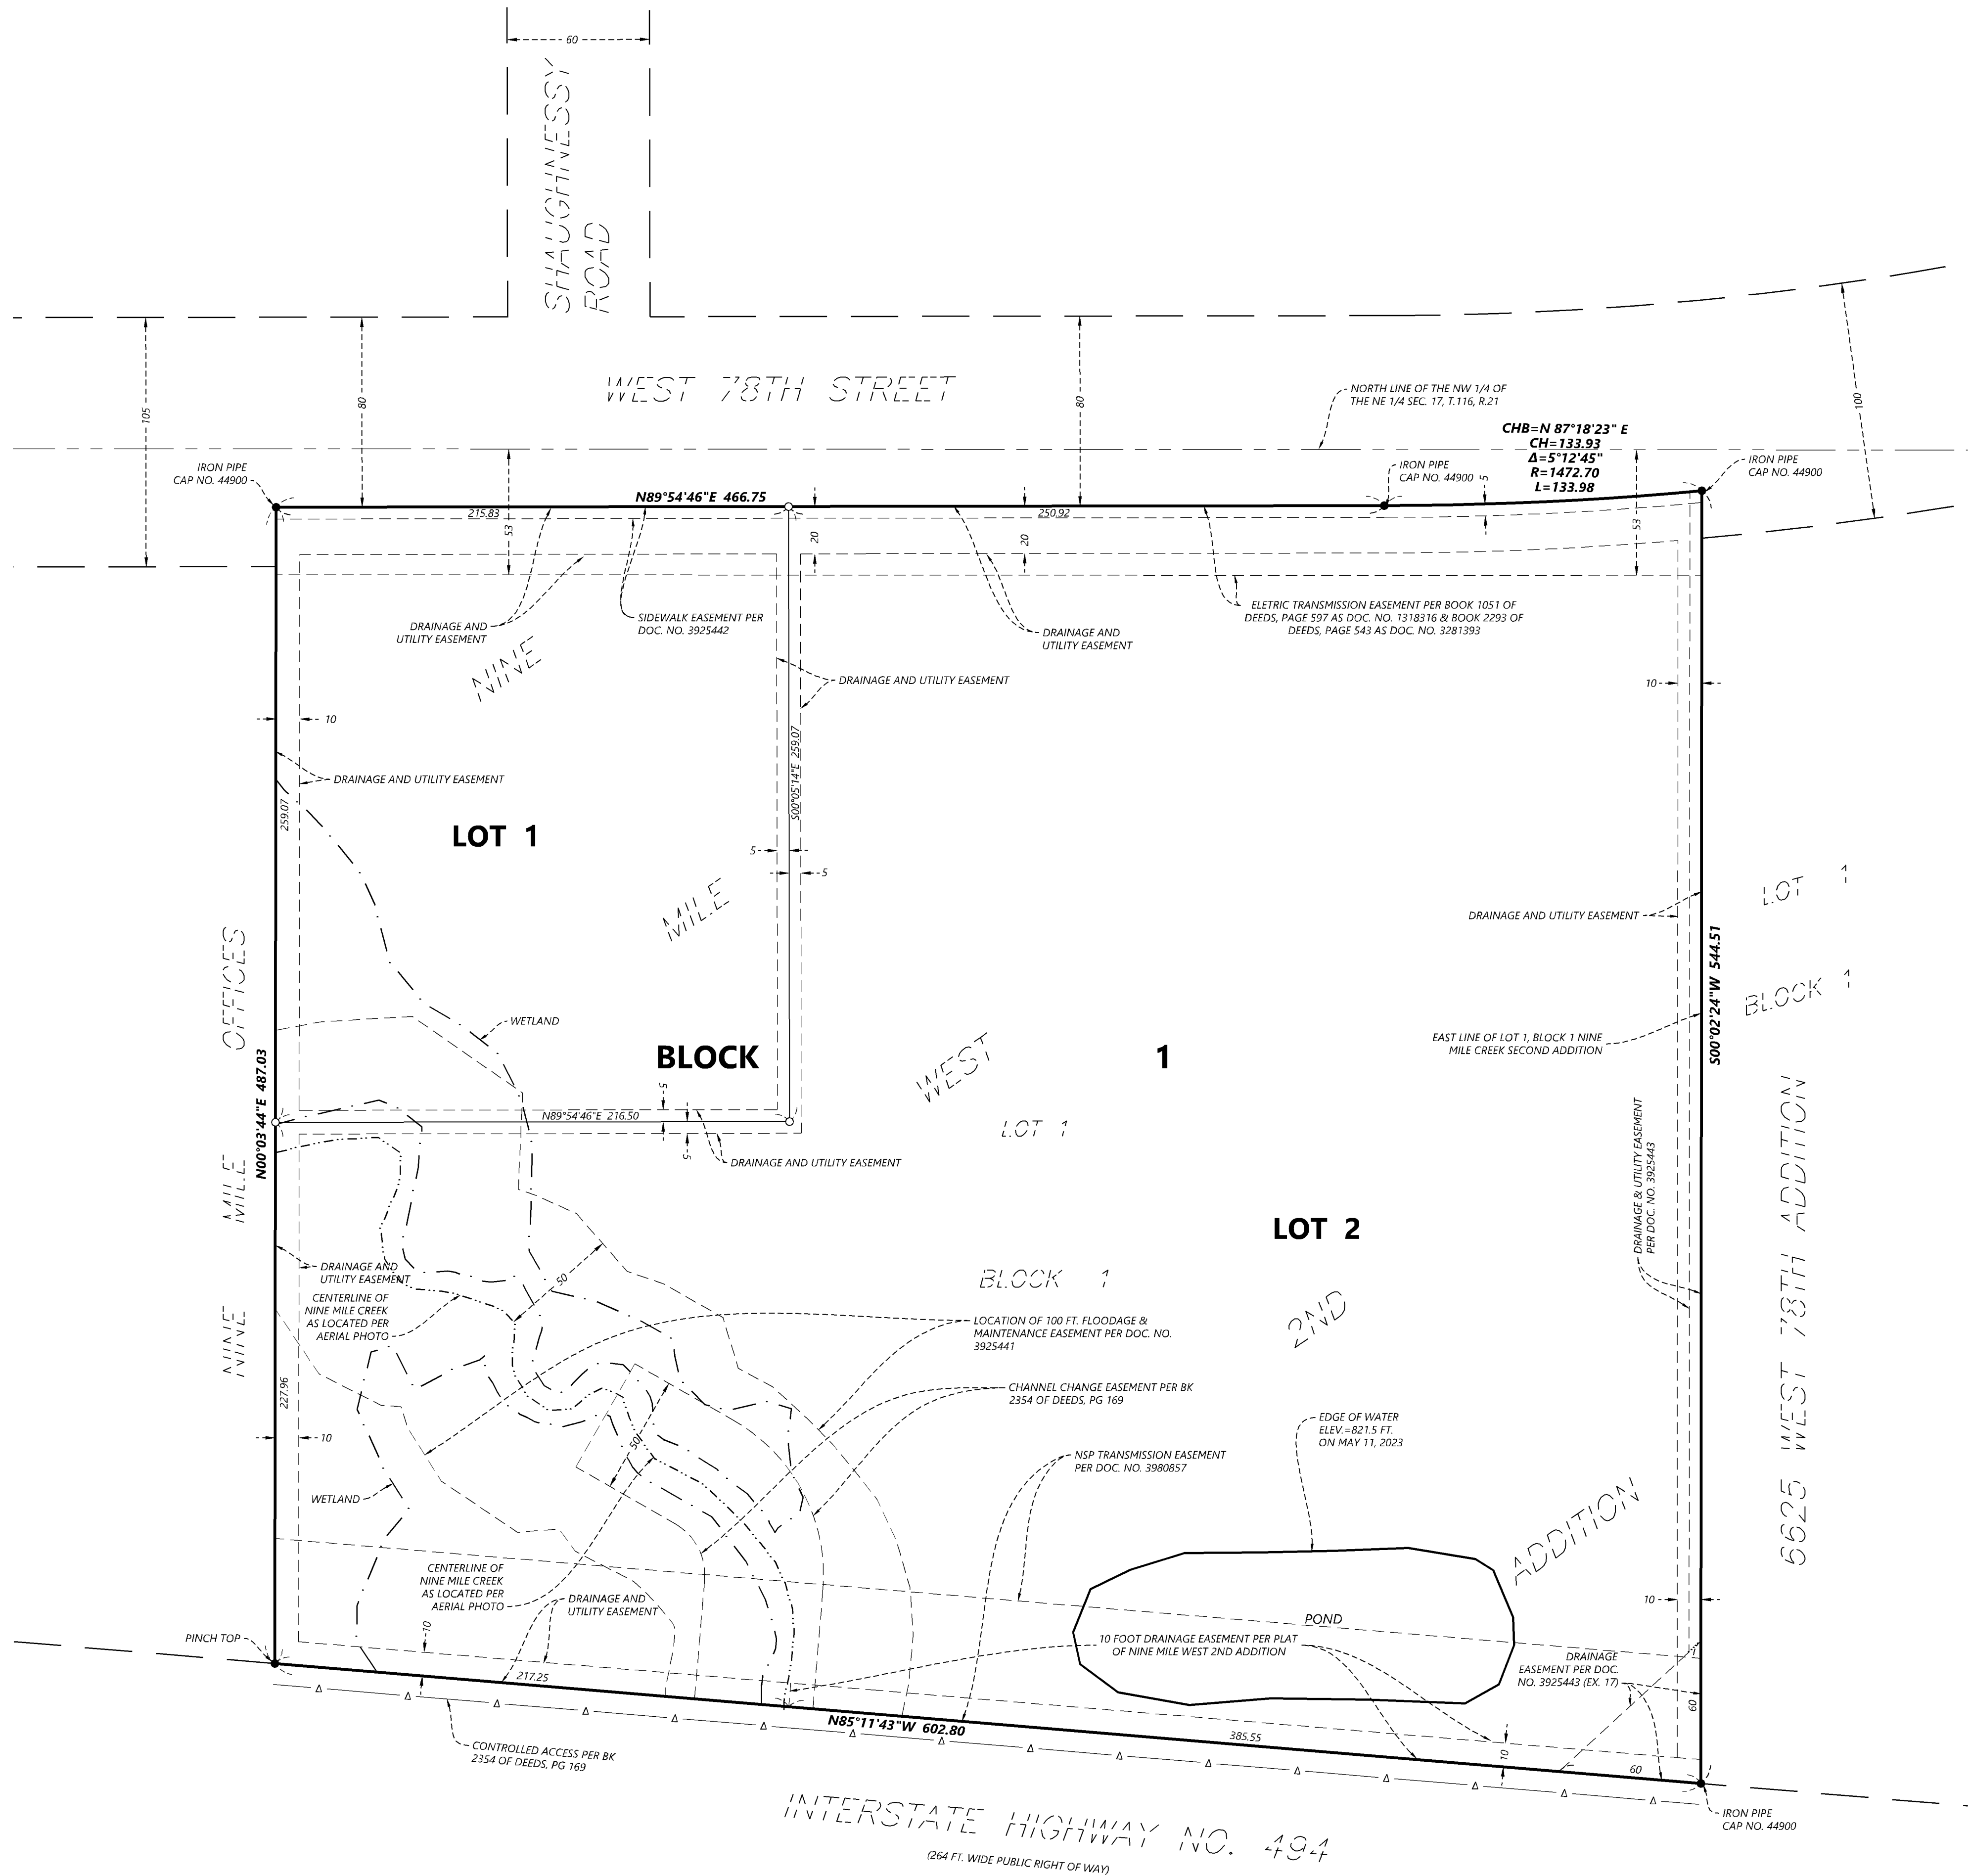 60
SHAUGHNESSY
ROAD
WEST 78TH STREET
105
80
80
100
NORTH LINE OF THE NW 1/4 OF
THE NE 1/4 SEC. 17, T.116, R.21
CHB=N 87°18'23" E
CH=133.93
Δ=5°12'45"
R=1472.70
L=133.98
IRON PIPE
CAP NO. 44900
IRON PIPE
CAP NO. 44900
IRON PIPE
CAP NO. 44900
N89°54'46"E 466.75
215.83
250.92
53
20
20
5
53
DRAINAGE AND
UTILITY EASEMENT
SIDEWALK EASEMENT PER
DOC. NO. 3925442
DRAINAGE AND
UTILITY EASEMENT
ELETRIC TRANSMISSION EASEMENT PER BOOK 1051 OF
DEEDS, PAGE 597 AS DOC. NO. 1318316 & BOOK 2293 OF
DEEDS, PAGE 543 AS DOC. NO. 3281393
NINE
DRAINAGE AND UTILITY EASEMENT
10
10
DRAINAGE AND UTILITY EASEMENT
259.07
S00°05'14"E 259.07
LOT 1
5
5
MILE
DRAINAGE AND UTILITY EASEMENT
LOT 1
BLOCK 1
S00°02'24"W 544.51
EAST LINE OF LOT 1, BLOCK 1 NINE
MILE CREEK SECOND ADDITION
WETLAND
BLOCK 1
WEST
N00°03'44"E 487.03
NINE MILE OFFICES
N89°54'46"E 216.50
5
5
DRAINAGE AND UTILITY EASEMENT
LOT 1
LOT 2
DRAINAGE & UTILITY EASEMENT
PER DOC. NO. 3925443
6625 WEST 78TH ADDITION
DRAINAGE AND
UTILITY EASEMENT
50
BLOCK 1
2ND
CENTERLINE OF
NINE MILE CREEK
AS LOCATED PER
AERIAL PHOTO
LOCATION OF 100 FT. FLOODAGE &
MAINTENANCE EASEMENT PER DOC. NO.
3925441
227.96
CHANNEL CHANGE EASEMENT PER BK
2354 OF DEEDS, PG 169
10
50
EDGE OF WATER
ELEV.=821.5 FT.
ON MAY 11, 2023
NSP TRANSMISSION EASEMENT
PER DOC. NO. 3980857
WETLAND
ADDITION
CENTERLINE OF
NINE MILE CREEK
AS LOCATED PER
AERIAL PHOTO
DRAINAGE AND
UTILITY EASEMENT
10
10
POND
PINCH TOP
10 FOOT DRAINAGE EASEMENT PER PLAT
OF NINE MILE WEST 2ND ADDITION
DRAINAGE
EASEMENT PER DOC.
NO. 3925443 (EX. 17)
60
217.25
N85°11'43"W 602.80
385.55
10
60
CONTROLLED ACCESS PER BK
2354 OF DEEDS, PG 169
Δ Δ Δ Δ Δ Δ Δ Δ Δ Δ Δ Δ Δ Δ Δ Δ
IRON PIPE
CAP NO. 44900
INTERSTATE HIGHWAY NO. 494
(264 FT. WIDE PUBLIC RIGHT OF WAY)